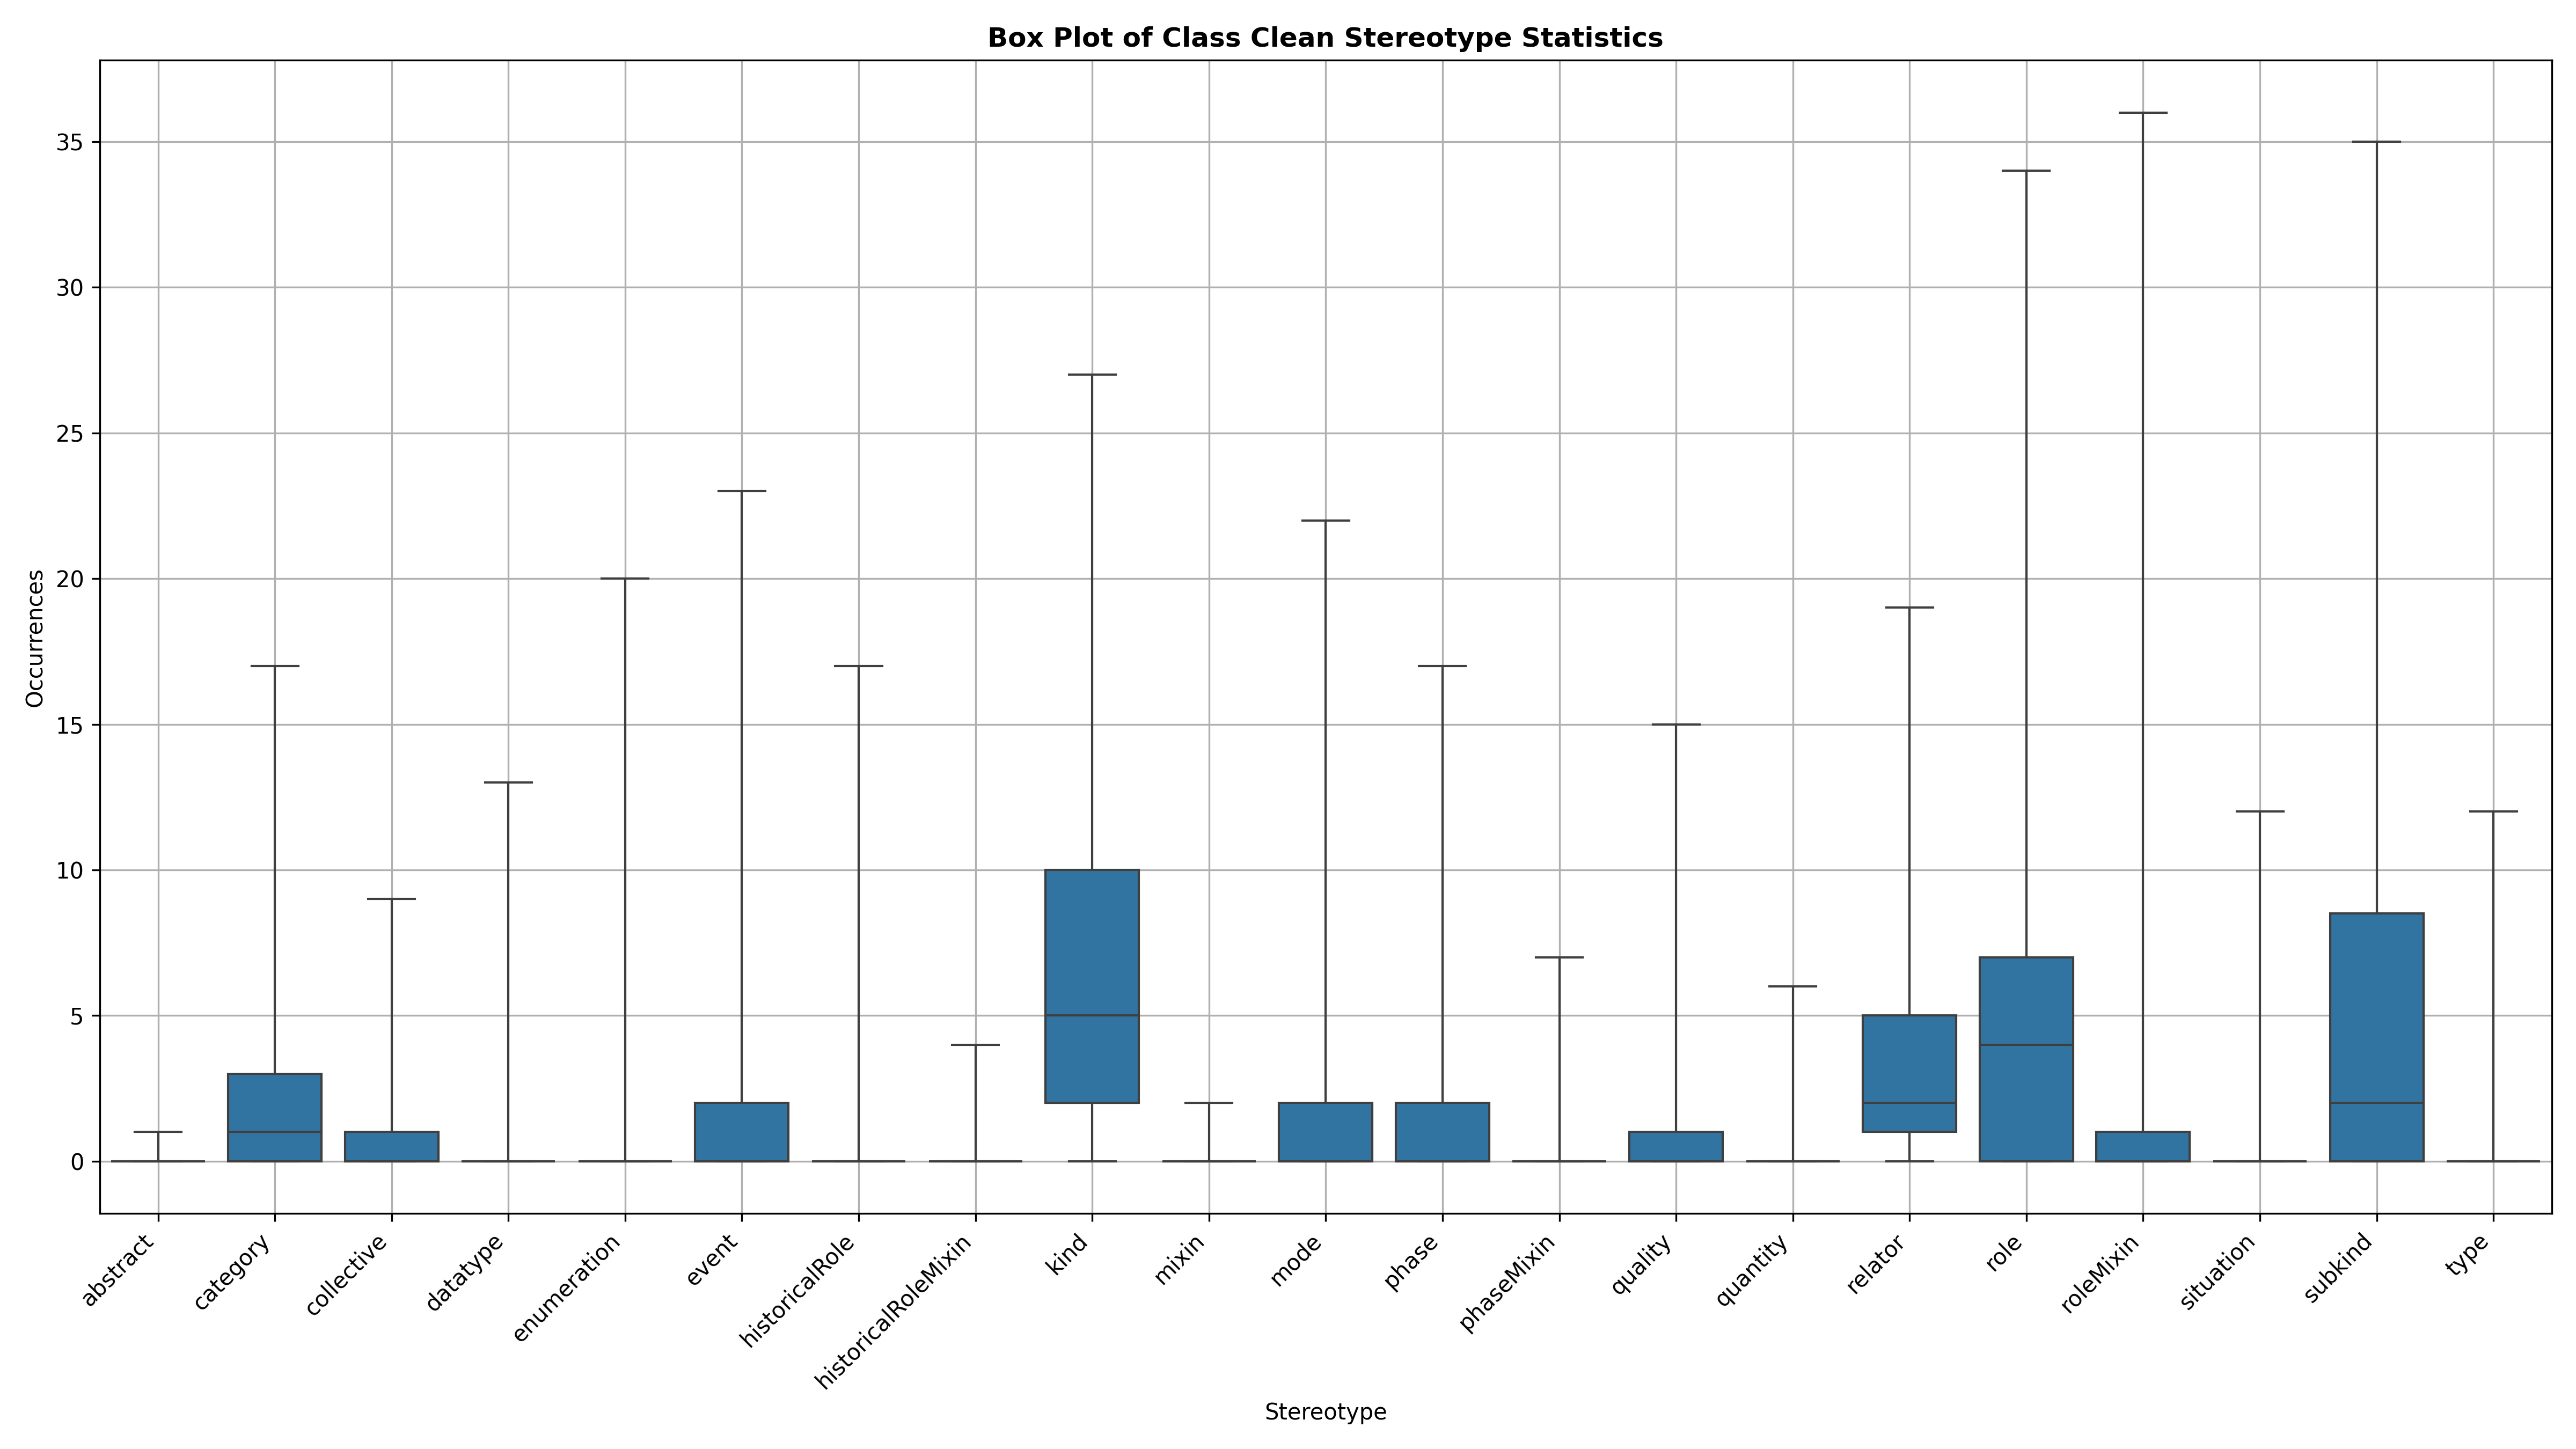 Box Plot of Class Clean Stereotype Statistics
Occurrences
35
30
25
20
15
10
5
0
abstract
category
collective
datatype
enumeration
event
historicalRole
historicalRoleMixin
kind
mixin
mode
phase
phaseMixin
quality
quantity
relator
role
roleMixin
situation
subkind
type
Stereotype